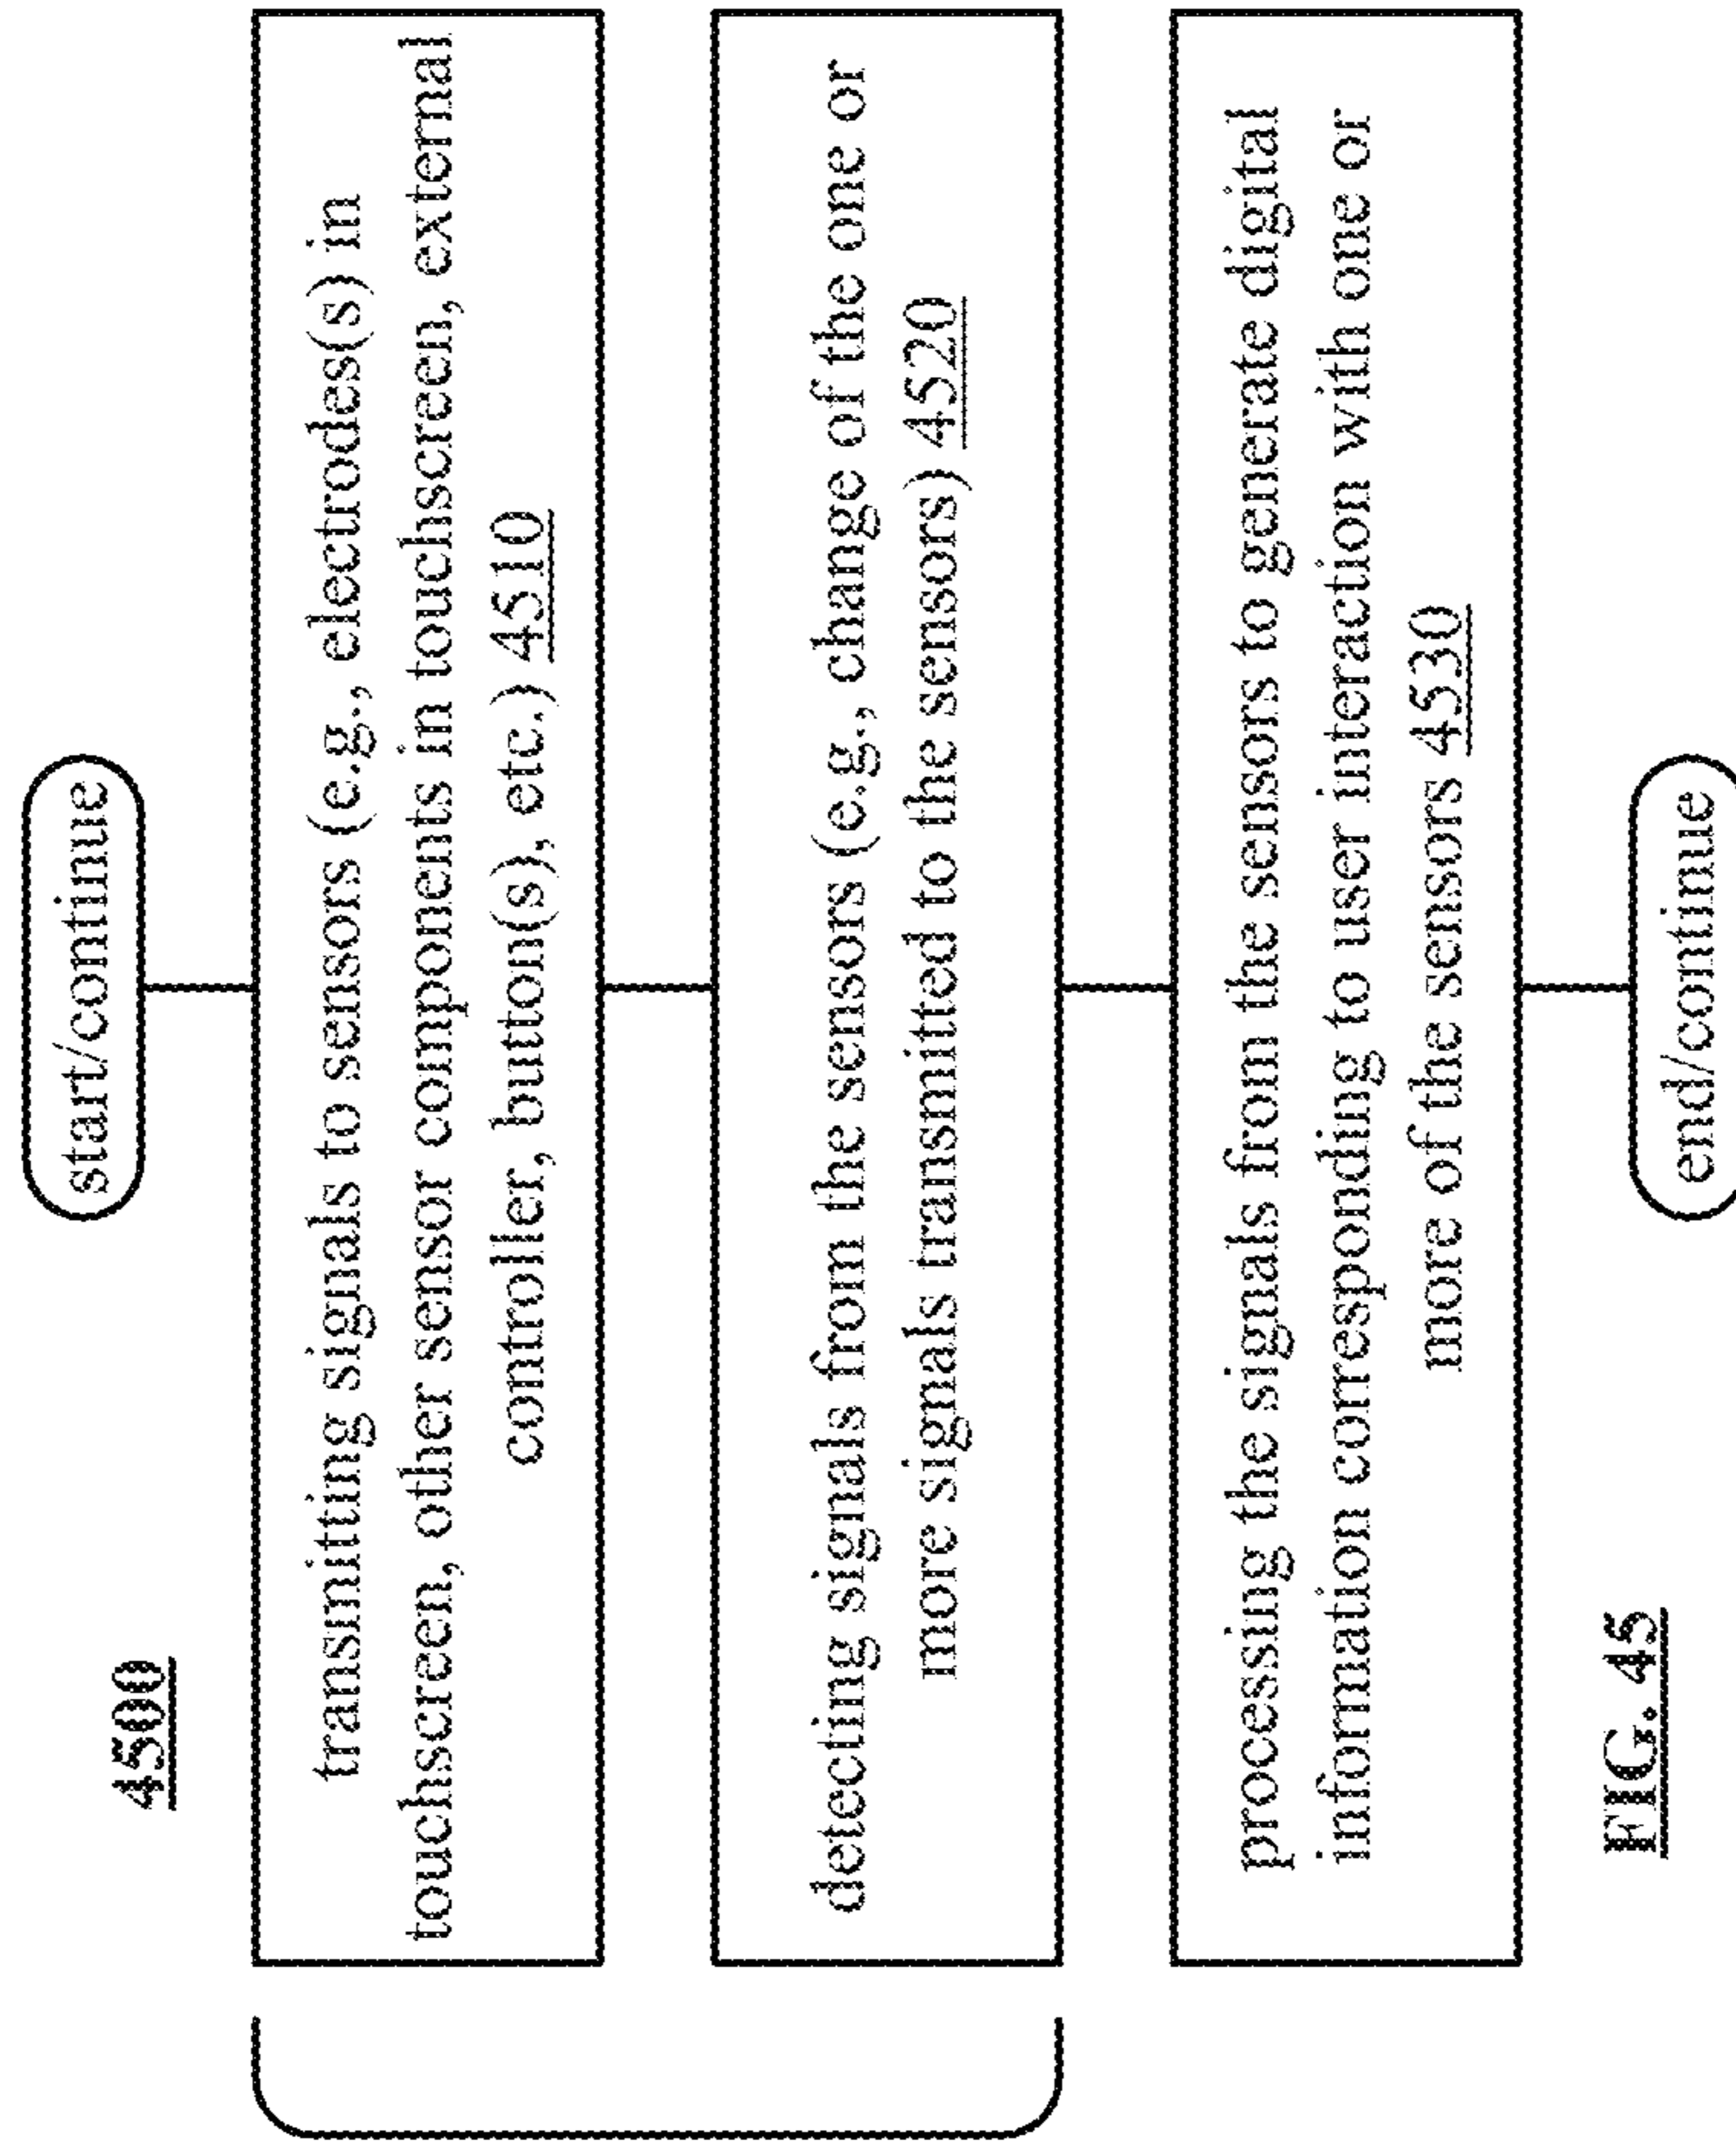 start/continue
4500
transmitting signals to sensors (e.g., electrodes(s) in
touchscreen, other sensor components in touchscreen, external
controller, button(s), etc.) 4510
detecting signals from the sensors (e.g., change of the one or
more signals transmitted to the sensors) 4520
processing the signals from the sensors to generate digital
information corresponding to user interaction with one or
more of the sensors 4530
FIG. 45
end/continue